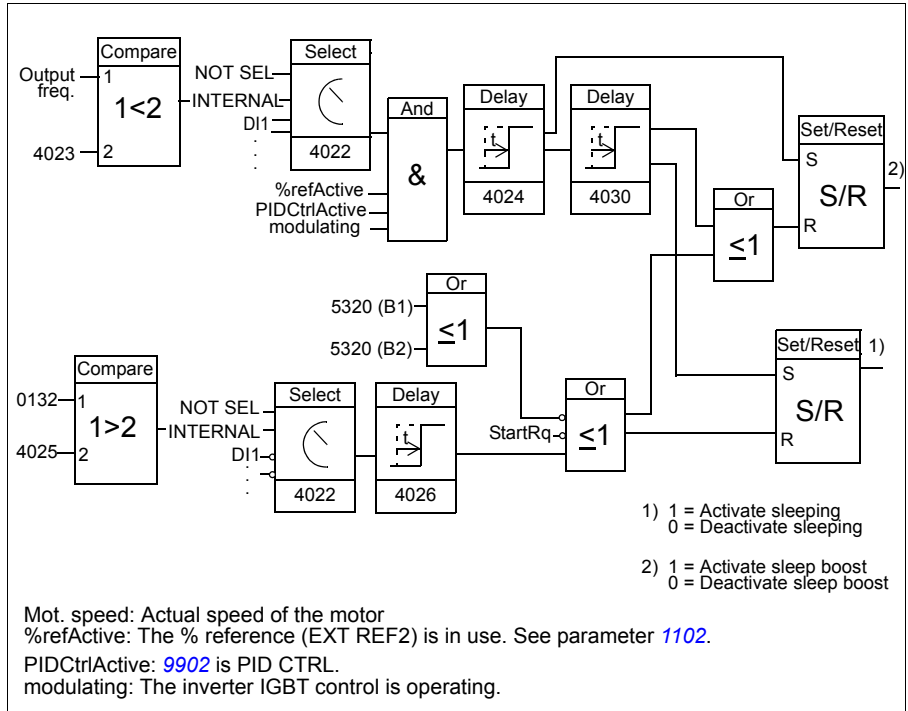 Compare
Output freq.
1
1<2
4023
2
Select
NOT SEL
INTERNAL
DI1
.
.
.
4022
And
&
%refActive
PIDCtrlActive
modulating
Delay
t
4024
Delay
t
4030
Set/Reset
S
S/R
R
2)
Or
≤1
Or
5320 (B1)
5320 (B2)
≤1
Compare
0132
1
1>2
4025
2
Select
NOT SEL
INTERNAL
DI1
.
.
.
4022
Delay
t
4026
Or
StartRq
≤1
Set/Reset
1)
S
S/R
R
1) 1 = Activate sleeping
0 = Deactivate sleeping
2) 1 = Activate sleep boost
0 = Deactivate sleep boost
Mot. speed: Actual speed of the motor
%refActive: The % reference (EXT REF2) is in use. See parameter 1102.
PIDCtrlActive: 9902 is PID CTRL.
modulating: The inverter IGBT control is operating.